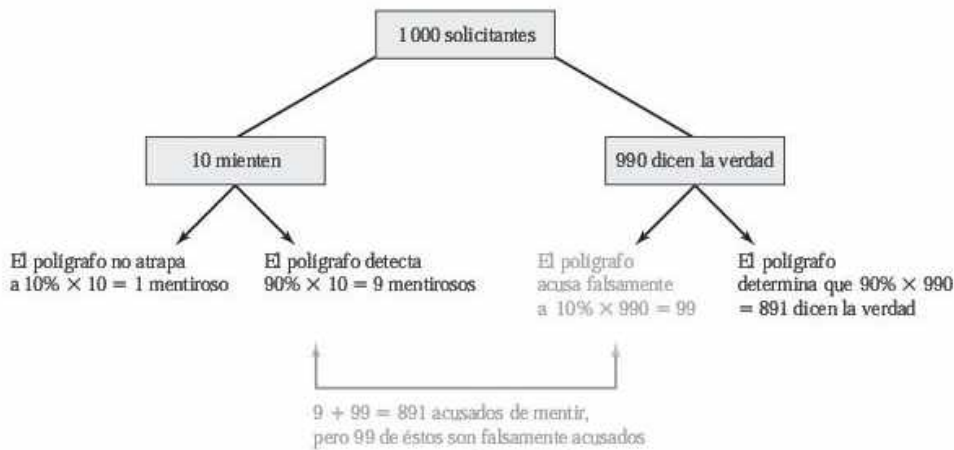 1 000 solicitantes
10 mienten
990 dicen la verdad
El polígrafo no atrapa
a 10% × 10 = 1 mentiroso
El polígrafo detecta
90% × 10 = 9 mentirosos
El polígrafo
acusa falsamente
a 10% × 990 = 99
El polígrafo
determina que 90% × 990
= 891 dicen la verdad
9 + 99 = 891 acusados de mentir,
pero 99 de éstos son falsamente acusados